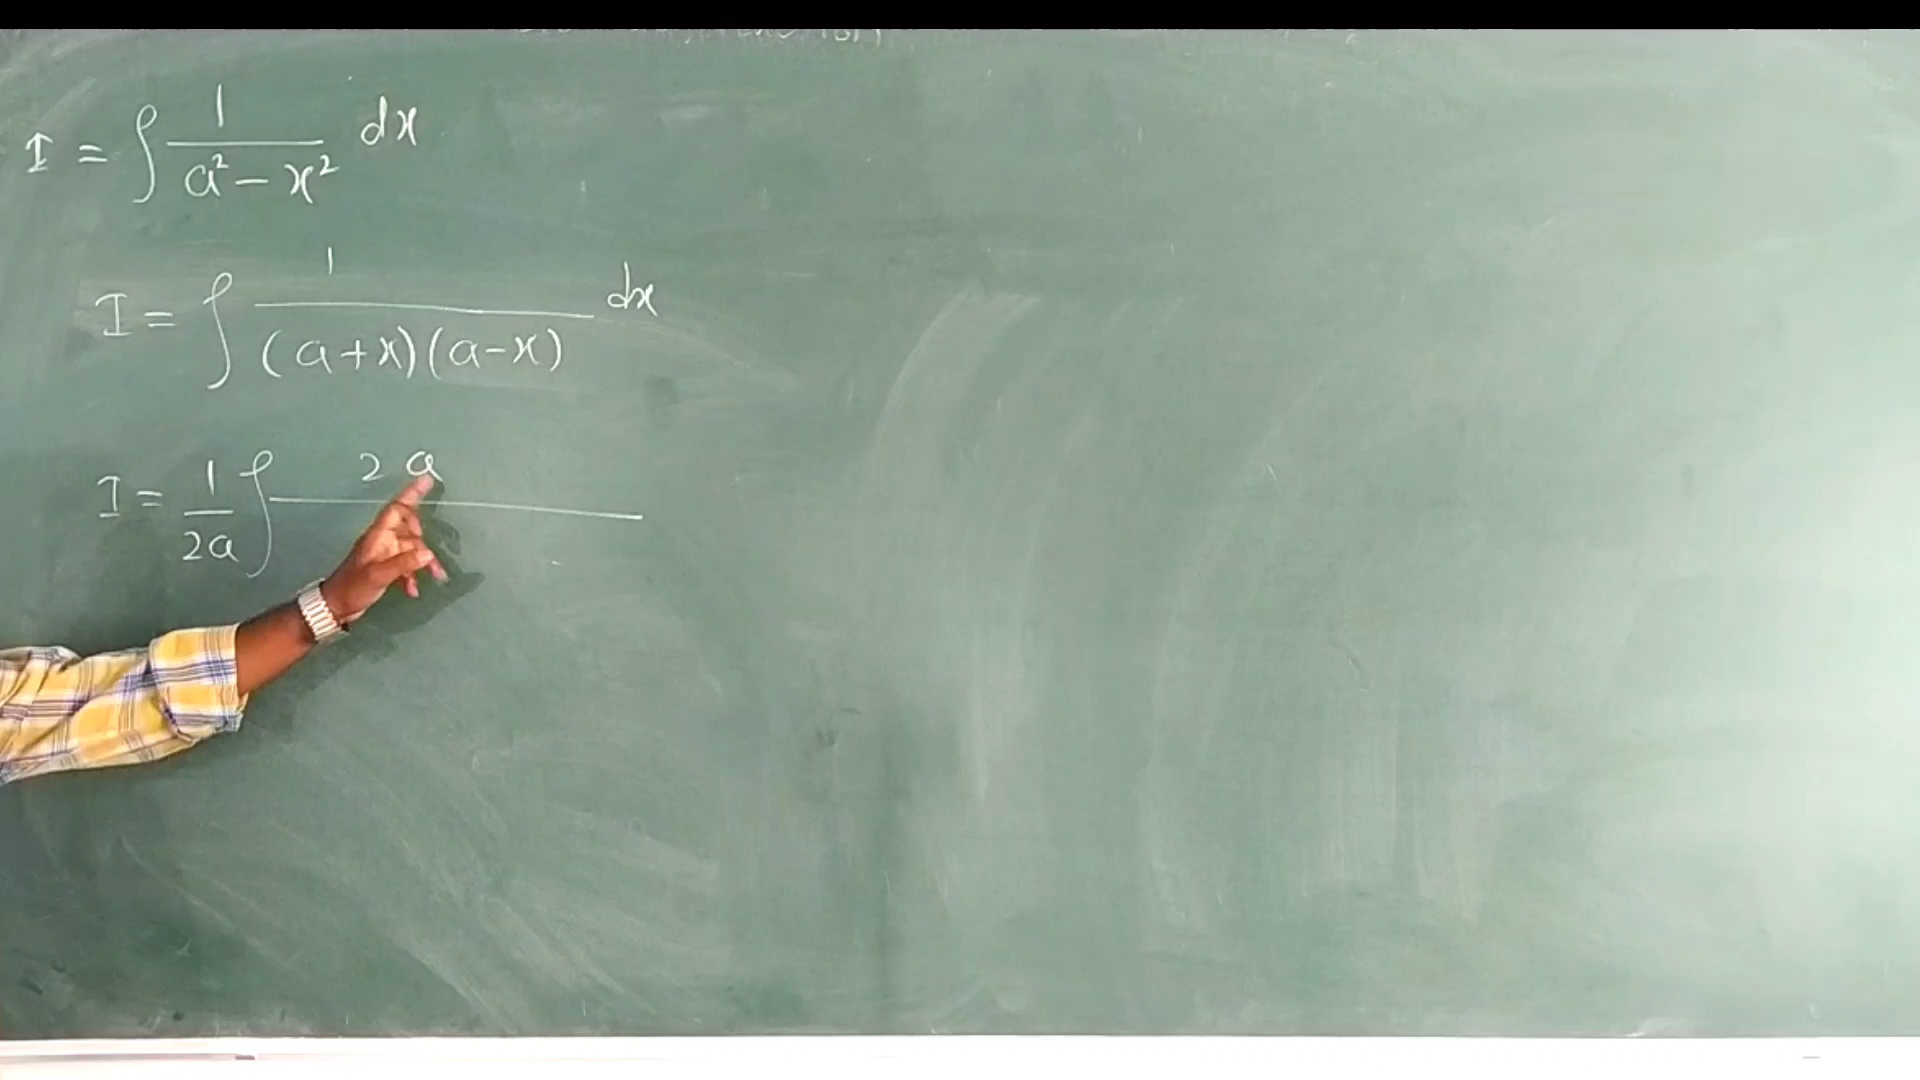 I = ∫ 1/(a² - x²) dx
I = ∫ 1/((a+x)(a-x)) dx
I = 1/2a ∫ 2a/